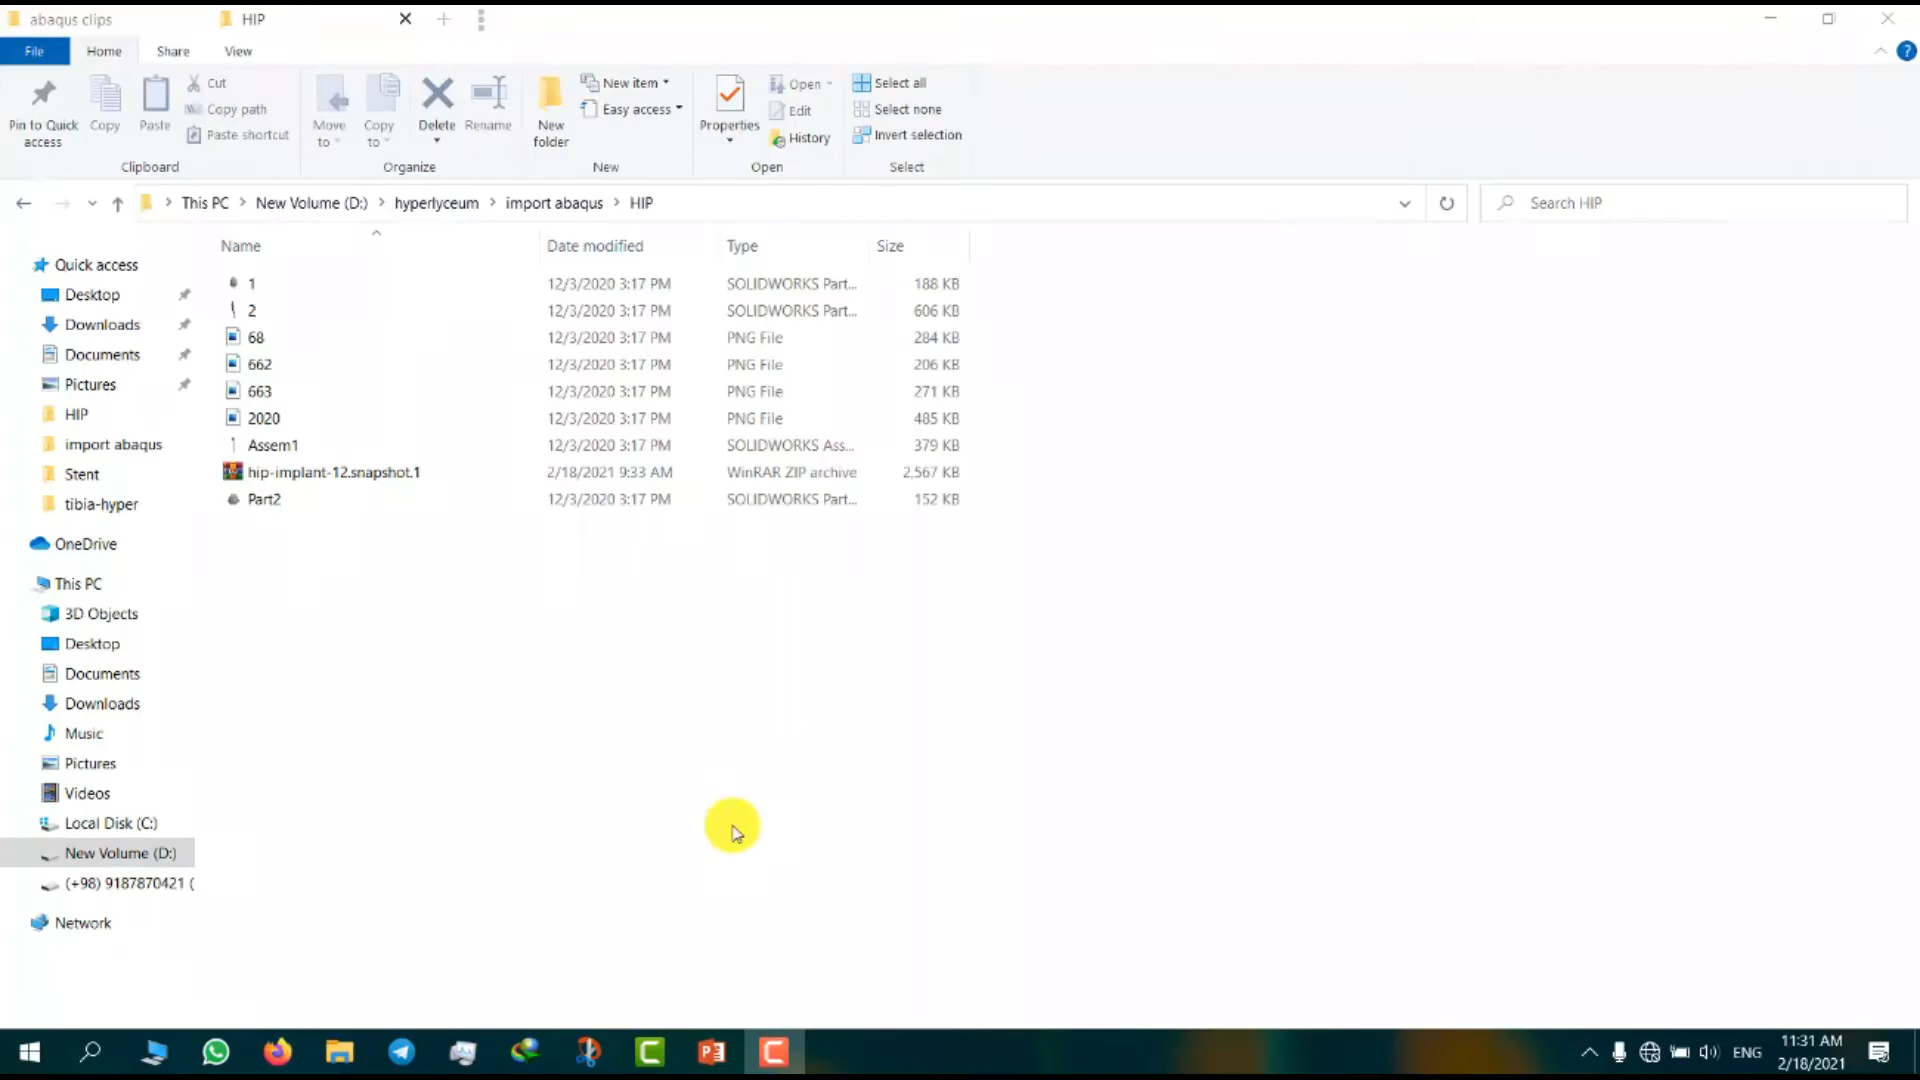 abaqus clips
HIP
File
Home
Share
View
Pin to Quick access
Copy
Paste
Cut
Copy path
Paste shortcut
Clipboard
Move to
Copy to
Delete
Rename
Organize
New folder
New item
Easy access
New
Properties
Open
Edit
History
Open
Select all
Select none
Invert selection
Select
This PC > New Volume (D:) > hyperlyceum > import abaqus > HIP
Search HIP
Name Date modified Type Size
1 12/3/2020 3:17 PM SOLIDWORKS Part... 188 KB
2 12/3/2020 3:17 PM SOLIDWORKS Part... 606 KB
68 12/3/2020 3:17 PM PNG File 284 KB
662 12/3/2020 3:17 PM PNG File 206 KB
663 12/3/2020 3:17 PM PNG File 271 KB
2020 12/3/2020 3:17 PM PNG File 485 KB
Assem1 12/3/2020 3:17 PM SOLIDWORKS Ass... 379 KB
hip-implant-12.snapshot.1 2/18/2021 9:33 AM WinRAR ZIP archive 2,567 KB
Part2 12/3/2020 3:17 PM SOLIDWORKS Part... 152 KB
Quick access
Desktop
Downloads
Documents
Pictures
HIP
import abaqus
Stent
tibia-hyper
OneDrive
This PC
3D Objects
Desktop
Documents
Downloads
Music
Pictures
Videos
Local Disk (C:)
New Volume (D:)
(+98) 9187870421 (
Network
ENG
11:31 AM
2/18/2021